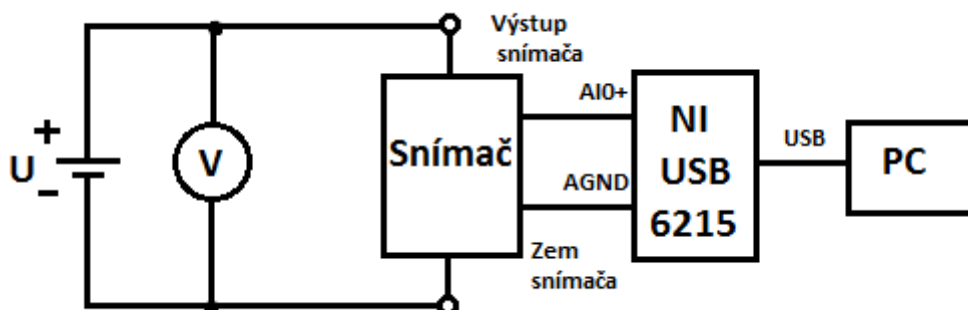 Výstup
snímača
+
U
-
V
Snímač
AI0+
AGND
Zem
snímača
NI
USB
6215
USB
PC